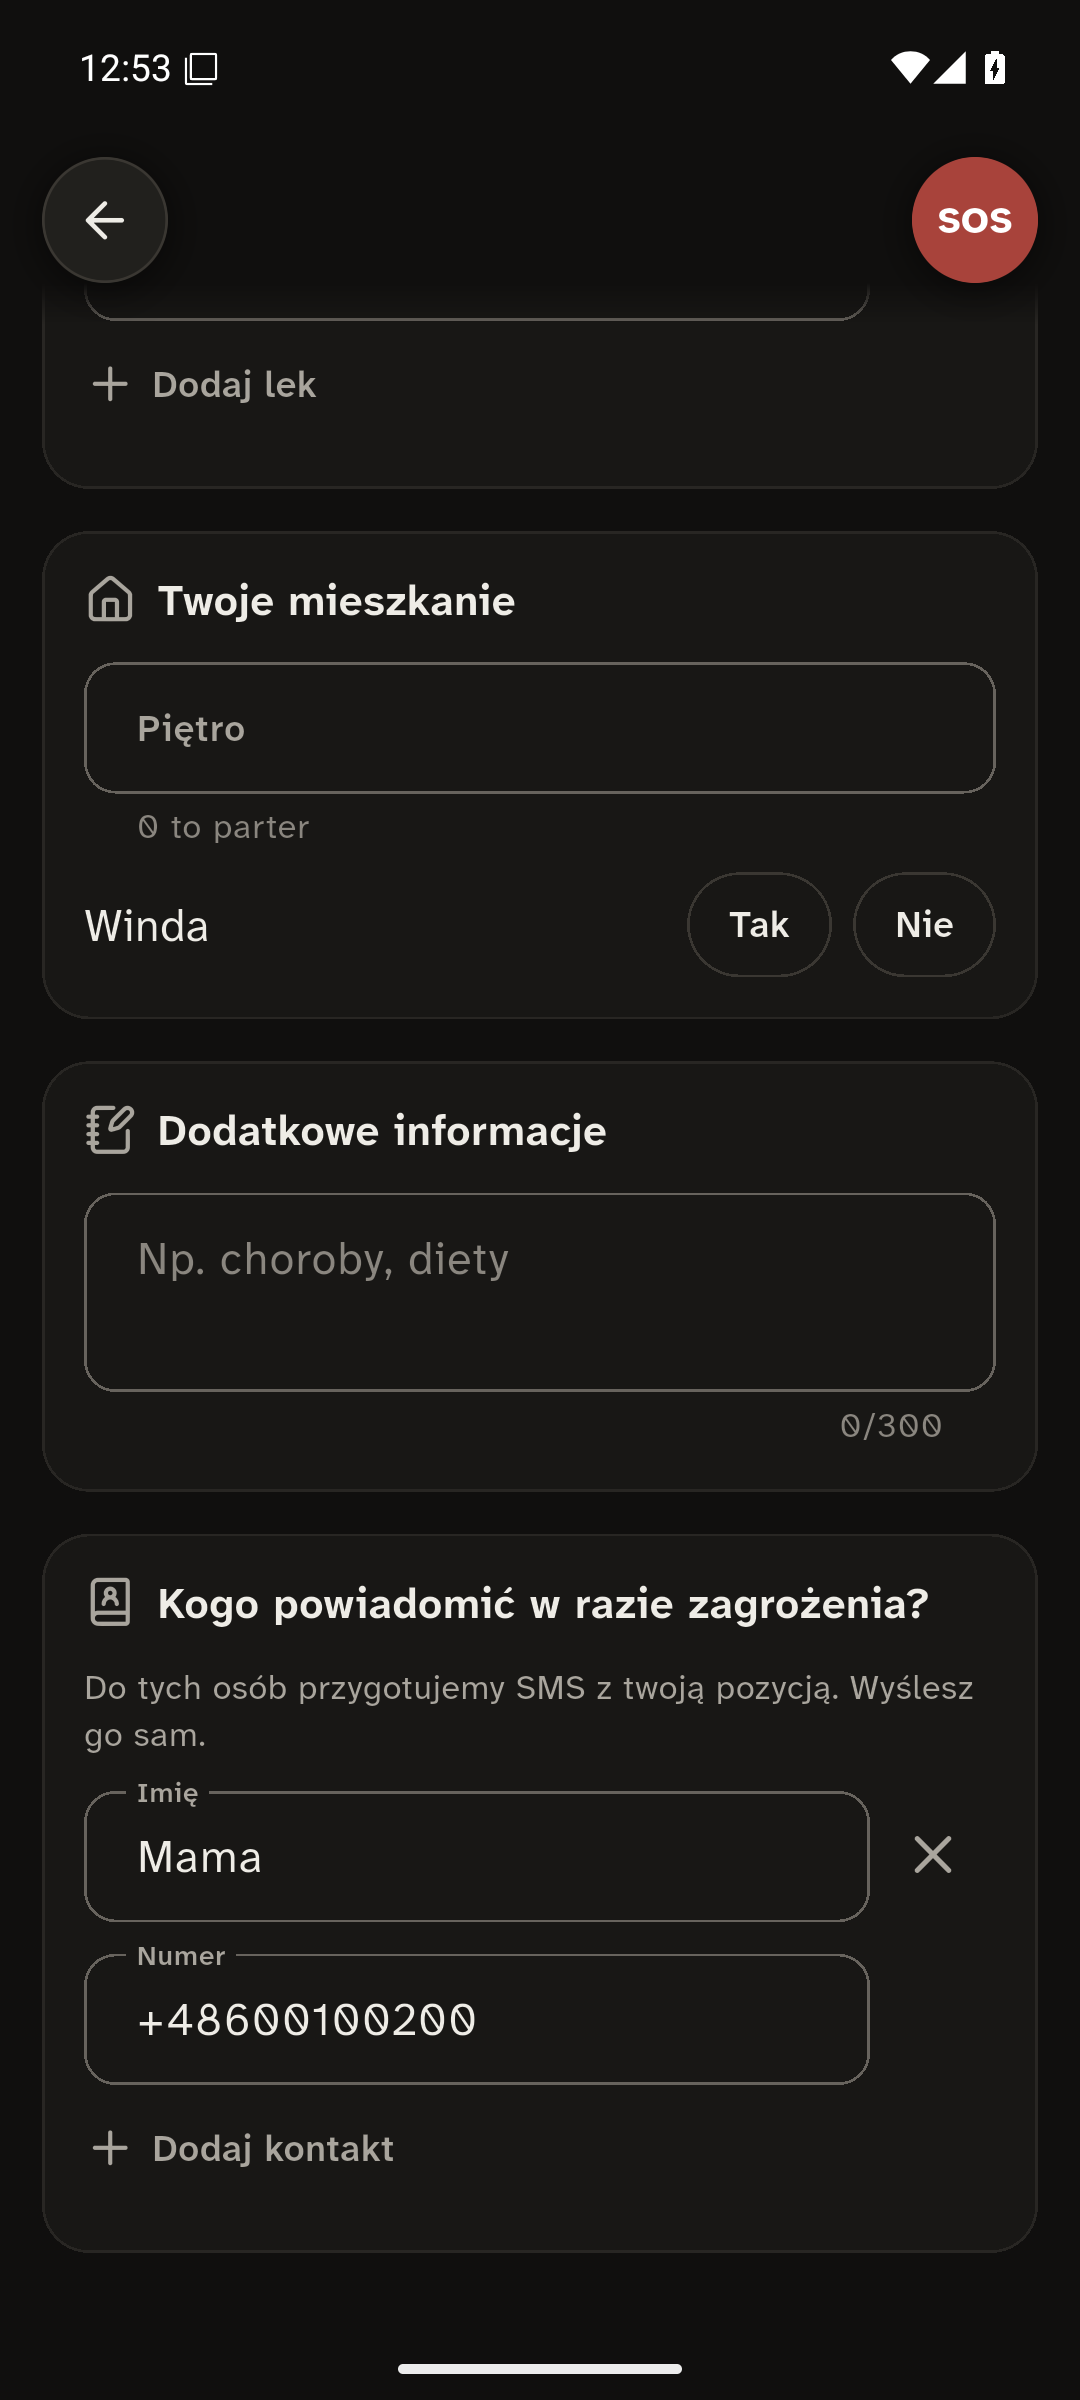 12:53
SOS
Dodaj lek
Twoje mieszkanie
Piętro
0 to parter
Winda
Tak
Nie
Dodatkowe informacje
Np. choroby, diety
0/300
Kogo powiadomić w razie zagrożenia?
Do tych osób przygotujemy SMS z twoją pozycją. Wyślesz
go sam.
Imię
Mama
Numer
+48600100200
Dodaj kontakt